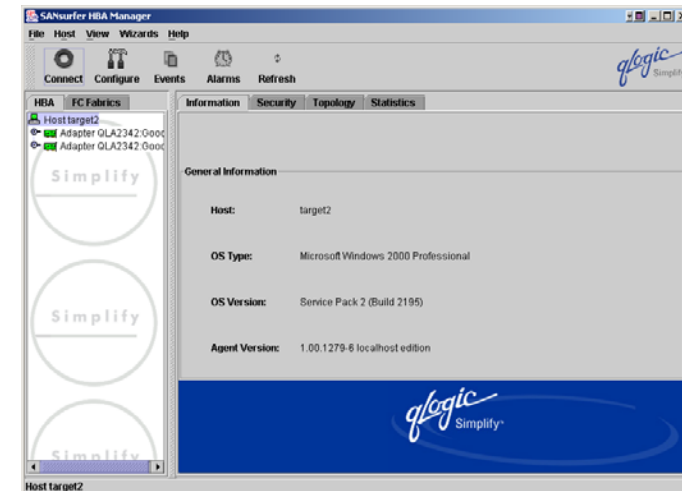 SANsurfer HBA Manager
File Host View Wizards Help
Connect Configure Events Alarms Refresh
qlogic
HBA FC Fabrics
Information Security Topology Statistics
Host target2
Adapter QLA2342:Good
Adapter QLA2342:Good
Simplify
Simplify
Simplify
General Information
Host: target2
OS Type: Microsoft Windows 2000 Professional
OS Version: Service Pack 2 (Build 2195)
Agent Version: 1.00.1279-6 localhost edition
qlogic
Simplify
Host target2